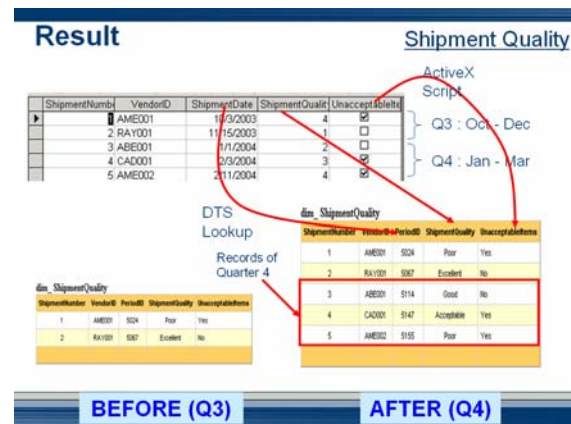 Result
Shipment Quality
ActiveX
Script
ShipmentNumb VendorID ShipmentDate ShipmentQualit Unacceptable
1 AME001 10/3/2003 4
2 RAY001 11/15/2003 1
3 ABE001 1/1/2004 2
4 CAD001 2/3/2004 3
5 AME002 2/11/2004 4
Q3 : Oct - Dec
Q4 : Jan - Mar
DTS
Lookup
Records of
Quarter 4
dim_ShipmentQuality
ShipmentNumber VendorID PeriodID ShipmentQuality UnacceptableItems
1 AME001 5024 Poor Yes
2 RAY001 5067 Excellent No
3 ABE001 5114 Good No
4 CAD001 5147 Acceptable Yes
5 AME002 5155 Poor Yes
dim_ShipmentQuality
ShipmentNumber VendorID PeriodID ShipmentQuality UnacceptableItems
1 AME001 5024 Poor Yes
2 RAY001 5067 Excellent No
BEFORE (Q3)
AFTER (Q4)